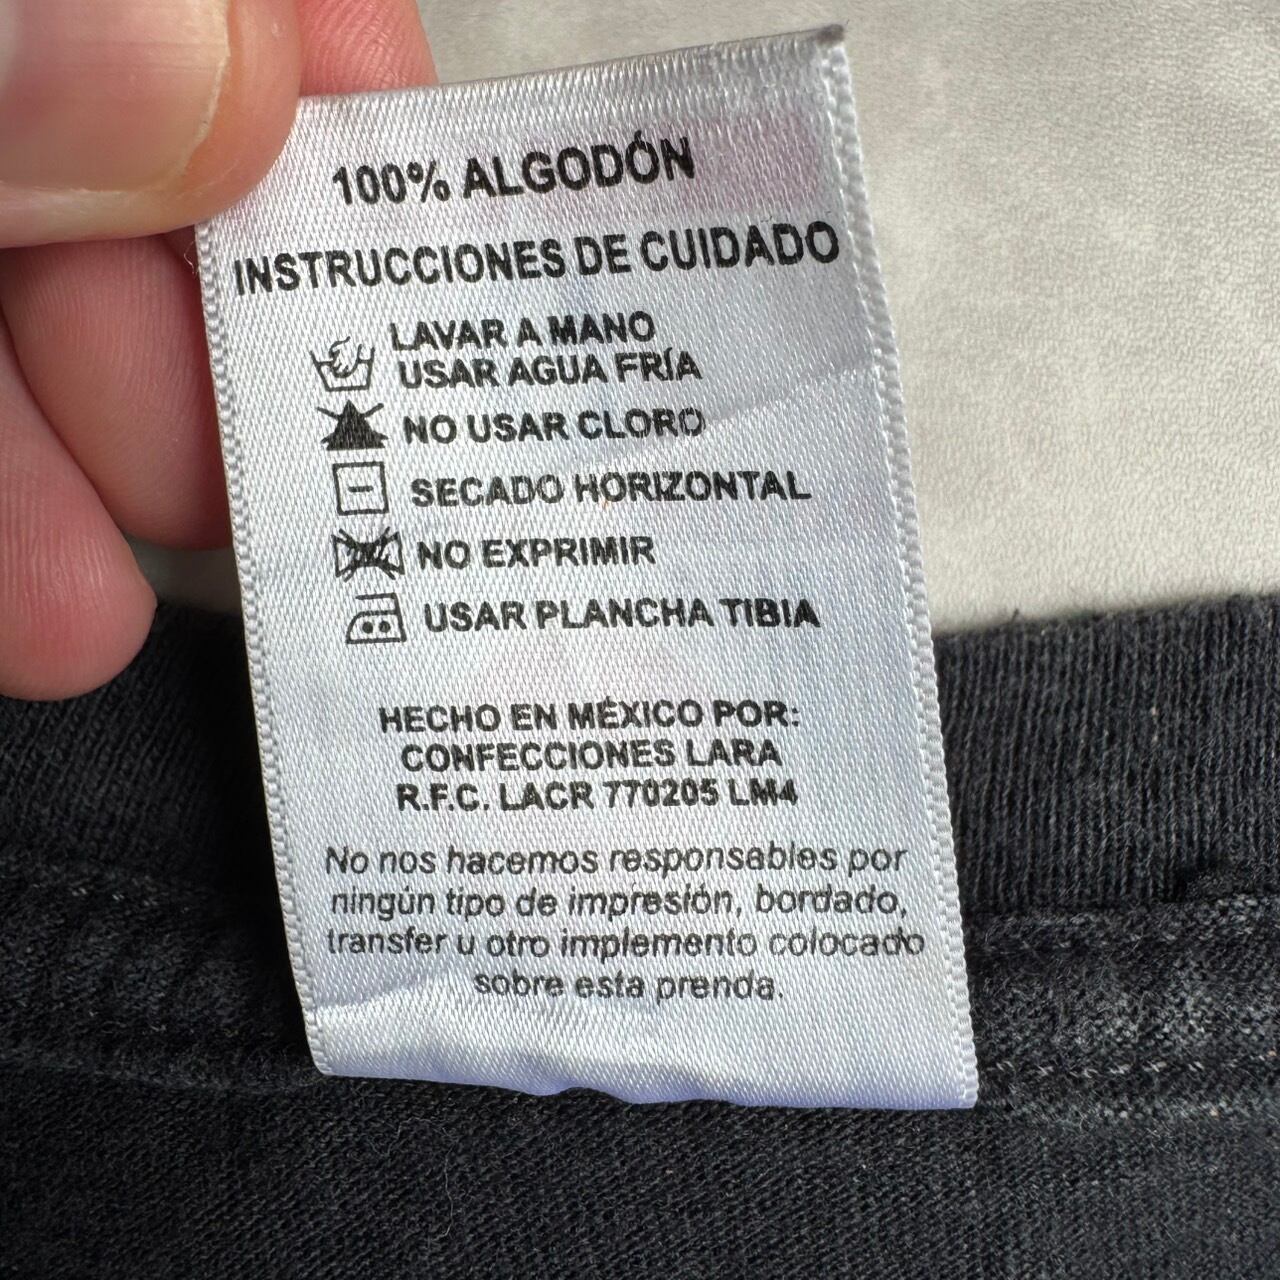 100% ALGODÓN
INSTRUCCIONES DE CUIDADO
LAVAR A MANO
USAR AGUA FRÍA
NO USAR CLORO
SECADO HORIZONTAL
NO EXPRIMIR
USAR PLANCHA TIBIA
HECHO EN MÉXICO POR:
CONFECCIONES LARA
R.F.C. LACR 770205 LM4
No nos hacemos responsables por
ningún tipo de impresión, bordado,
transfer u otro implemento colocado
sobre esta prenda.